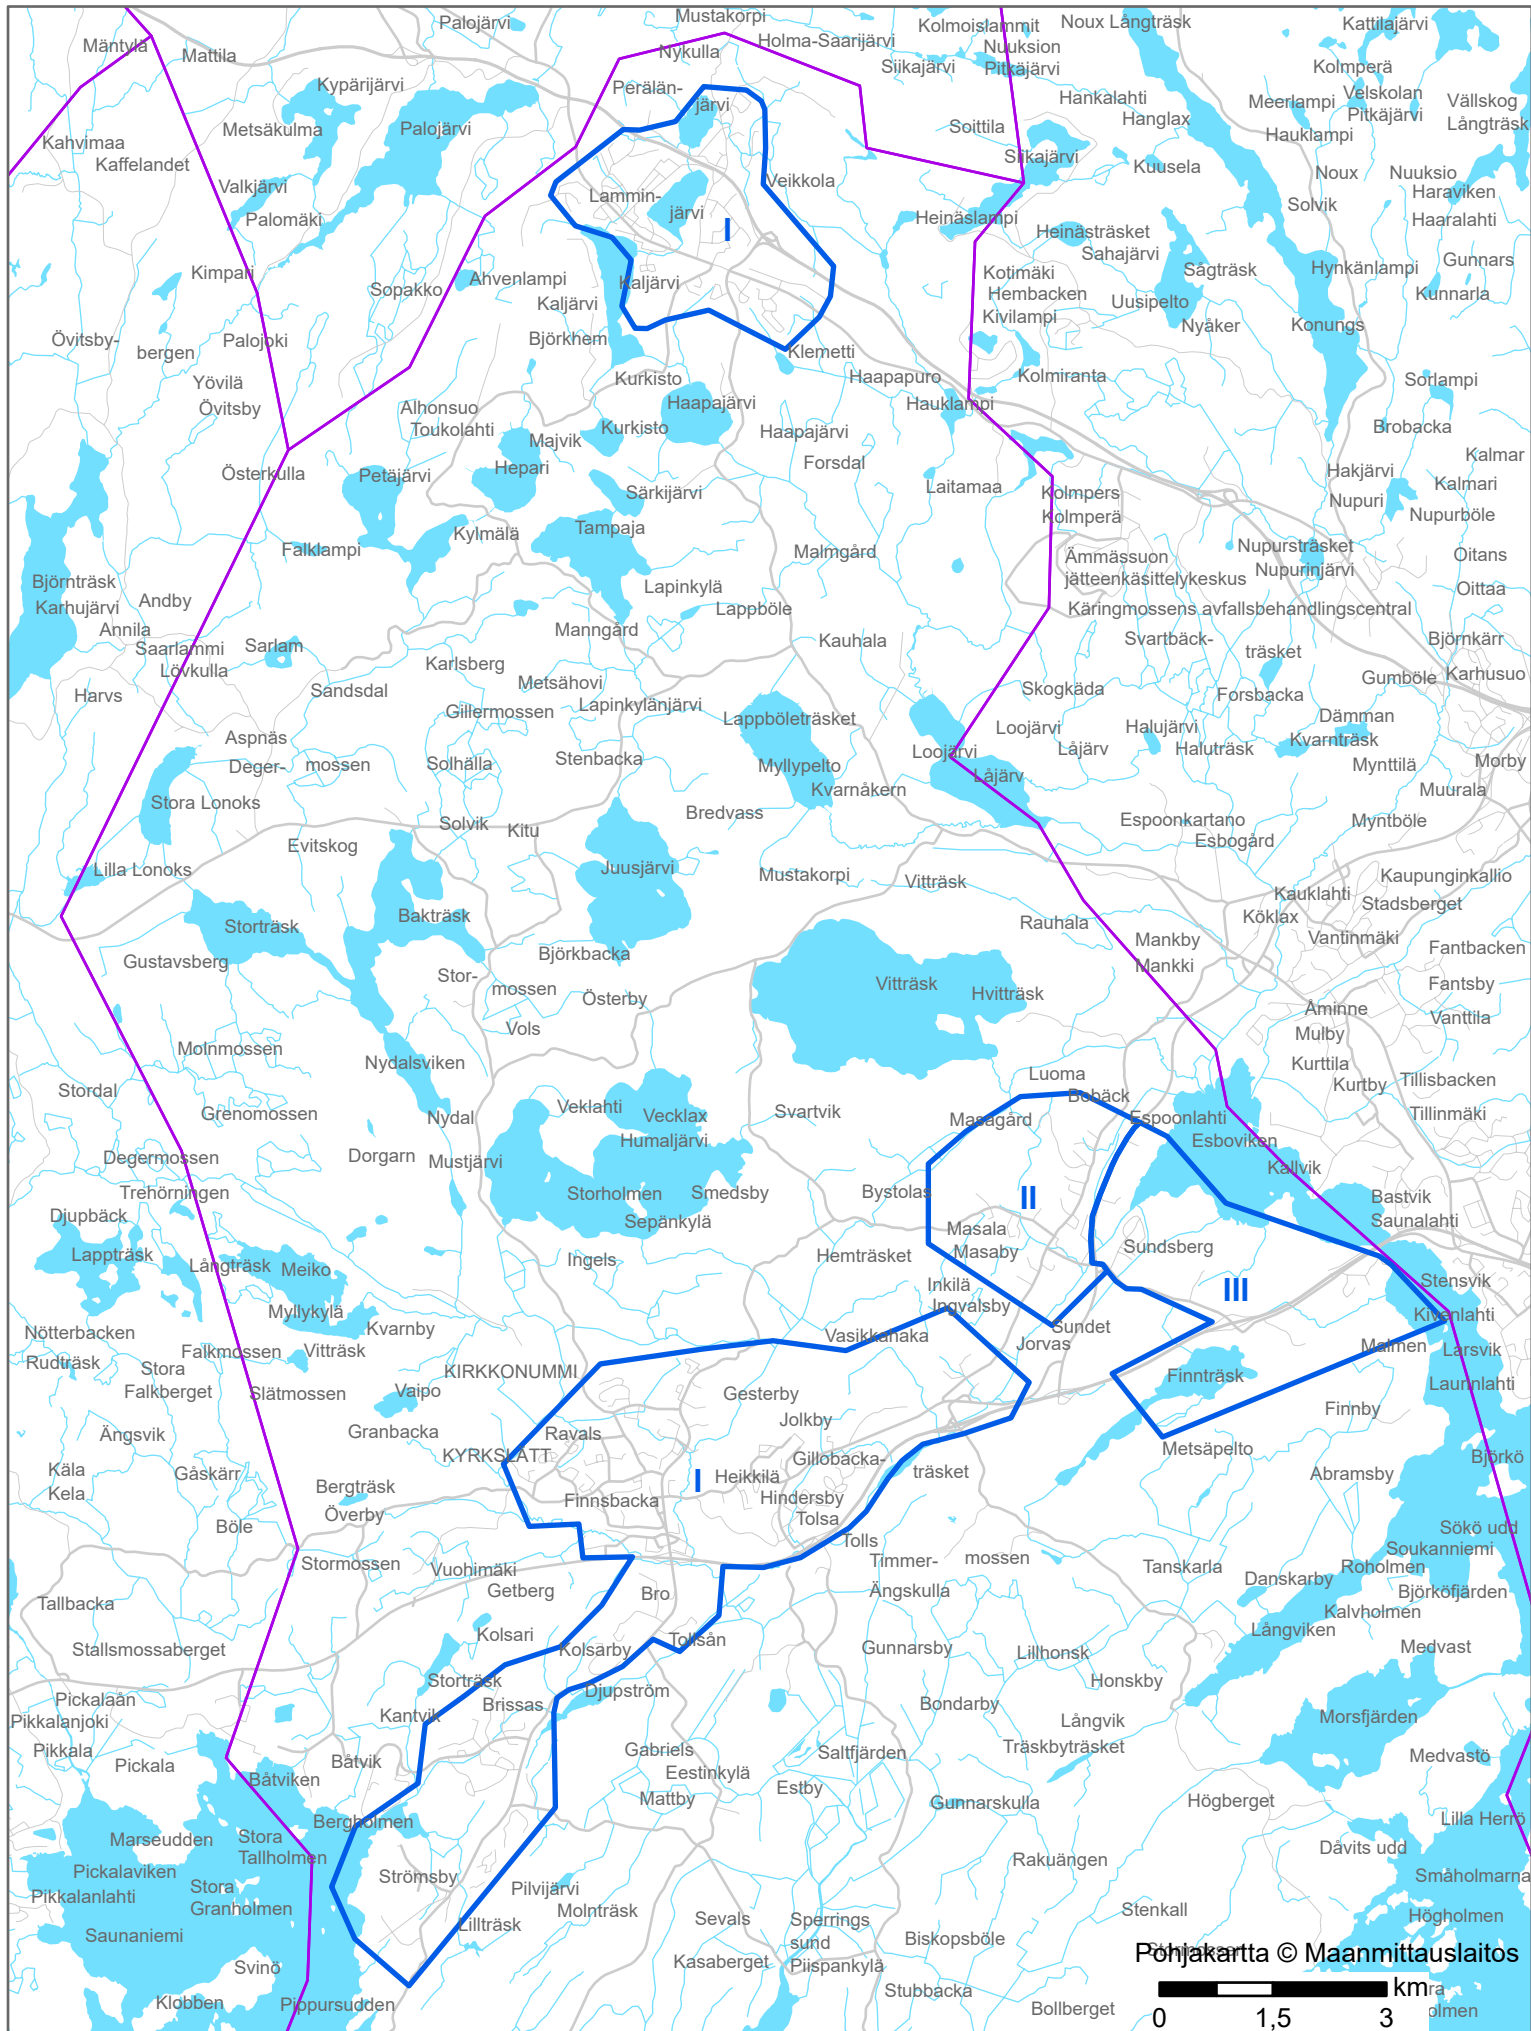 Palojärvi
Mustakorpi
Kolmoislammit
Noux Långträsk
Kattilajärvi
Mäntylä
Mattila
Nykulla
Holma-Saarijärvi
Nuuksion
Pitkäjärvi
Siikajärvi
Kolmperä
Kypärijärvi
Perälän-
järvi
Hankalahti
Hanglax
Meerlampi
Velskolan
Pitkäjärvi
Vällskog
Långträsk
Hauklampi
Metsäkulma
Palojärvi
Soittila
Kahvimaa
Kaffelandet
Siikajärvi
Kuusela
Noux
Nuuksio
Haraviken
Valkjärvi
Veikkola
Lammin-
järvi
Solvik
Haaralahti
Palomäki
I
Heinäslampi
Heinästräsket
Sahajärvi
Kimpari
Sopakko
Ahvenlampi
Kaljärvi
Kaljärvi
Kotimäki
Hembacken
Kivilampi
Sågträsk
Hynkänlampi
Gunnars
Kunnarla
Uusipelto
Nyåker
Konungs
Övitsby-
bergen
Palojoki
Björkhem
Klemetti
Yövilä
Övitsby
Kurkisto
Haapapuro
Kolmiranta
Sorlampi
Alhonsuo
Toukolahti
Haapajärvi
Hauklampi
Majvik
Kurkisto
Haapajärvi
Brobacka
Kalmar
Österkulla
Petäjärvi
Hepari
Forsdal
Hakjärvi
Kalmari
Särkijärvi
Laitamaa
Kolmpers
Kolmperä
Nupuri
Nupurböle
Falklampi
Kylmälä
Tampaja
Malmgård
Ämmässuon
jätteenkäsittelykeskus
Nupursträsket
Nupurinjärvi
Oitans
Oittaa
Björnträsk
Karhujärvi
Andby
Lapinkylä
Lappböle
Käringmossens avfallsbehandlingscentral
Annila
Saarlammi
Lövkulla
Sarlam
Manngård
Kauhala
Svartbäck-
träsket
Björnkärr
Karlsberg
Metsähovi
Karhusuo
Gumböle
Harvs
Sandsdal
Gillermossen
Lapinkylänjärvi
Lappböleträsket
Skogkäda
Forsbacka
Aspnäs
Loojärvi
Halujärvi
Dämman
Kvarnträsk
Deger-
mossen
Solhälla
Stenbacka
Loojärvi
Låjärv
Haluträsk
Mynttilä
Morby
Myllypelto
Låjärv
Kvarnåkern
Muurala
Stora Lonoks
Bredvass
Solvik
Kitu
Espoonkartano
Esbogård
Myntböle
Evitskog
Lilla Lonoks
Juusjärvi
Mustakorpi
Vitträsk
Kaupunginkallio
Kauklahti
Stadsberget
Bakträsk
Köklax
Storträsk
Rauhala
Mankby
Mankki
Vantinmäki
Fantbacken
Gustavsberg
Björkbacka
Stor-
mossen
Österby
Vitträsk
Hvitträsk
Fantsby
Vols
Åminne
Mulby
Vanttila
Moinmossen
Nydalsviken
Kurttila
Kurtby
Tillisbacken
Tillinmäki
Stordal
Grenomossen
Nydal
Veklahti
Vecklax
Humaljärvi
Svartvik
Luoma
Bobäck
Masagård
Espoonlahti
Esboviken
Kallvik
Degermossen
Dorgarn
Mustjärvi
Trehörningen
Storholmen
Smedsby
Bystolas
II
Bastvik
Saunalahti
Djupbäck
Sepänkylä
Masala
Masaby
Sundsberg
Lappträsk
Långträsk
Meiko
Ingels
Hemträsket
Inkilä
Ingvalsby
III
Stensvik
Kivenlahti
Myllykylä
Kvarnby
Nötterbacken
Rudträsk
Falkmossen
Vitträsk
Vasikkahaka
Sundet
Jorvas
Malmen
Larsvik
Stora
Falkberget
KIRKKONUMMI
Slätmossen
Vaipo
Gesterby
Finnträsk
Laurinlahti
Finnby
Jolkby
Ängsvik
Granbacka
Ravals
KYRKSLÄTT
Gillobacka-
träsket
Metsäpelto
Käla
Kela
Gåskärr
Bergträsk
Heikkilä
I
Hindersby
Tolsa
Abramsby
Björkö
Överby
Finnsbacka
Böle
Sökö udd
Soukanniemi
Tolls
Stormossen
Vuohimäki
Getberg
Timmer-
mossen
Tanskarla
Roholmen
Danskarby
Ängskulla
Björköfjärden
Bro
Tallbacka
Kalvholmen
Långviken
Kolsari
Kolsarby
Tollsån
Gunnarsby
Lillhonsk
Medvast
Stallsmossaberget
Storträsk
Honskby
Djupström
Brissas
Pickalaån
Pikkalanjoki
Kantvik
Bondarby
Långvik
Morsfjärden
Pikkala
Pickala
Båtvik
Båtviken
Gabriels
Eestinkylä
Saltfjärden
Träskbyträsket
Medvastö
Mattby
Estby
Gunnarskulla
Högberget
Bergholmen
Lilla Herrö
Marseudden
Stora
Tallholmen
Dåvits udd
Pickalaviken
Pikkalanlahti
Strömsby
Rakuängen
Småholmarna
Stora
Granholmen
Pilvijärvi
Molnträsk
Stenkall
Högholmen
Saunaniemi
Lillträsk
Sevals
Sperrings
sund
Piispankylä
Biskopsböle
Stormossen
Svinö
Kasaberget
Pohjakartta © Maanmittauslaitos
Klobben
Pippursudden
Stubbacka
Bollberget
km
0 1,5 3